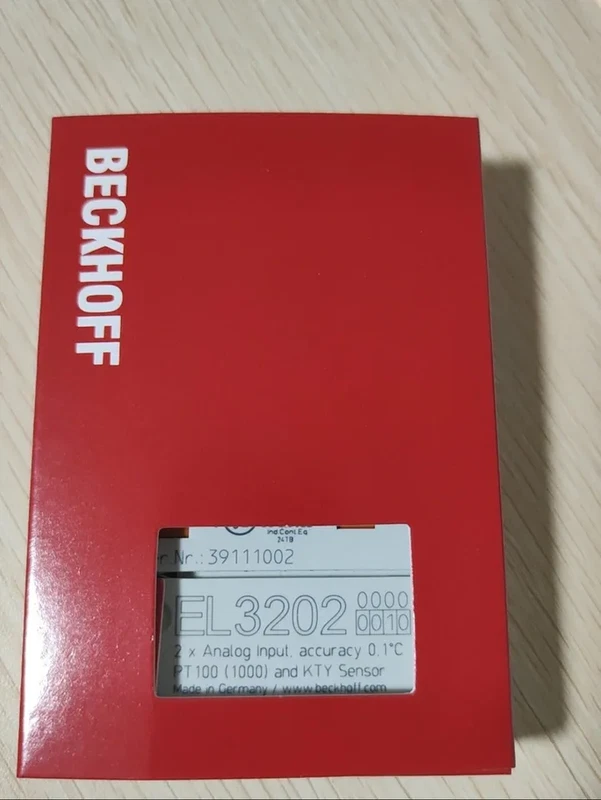 BECKHOFF
Ind.Cont.Eq.
24TB
r.Nr.: 39111002
EL3202
0000
0010
2 x Analog Input, accuracy 0.1°C
PT100 (1000) and KTY Sensor
Made in Germany / www.beckhoff.com